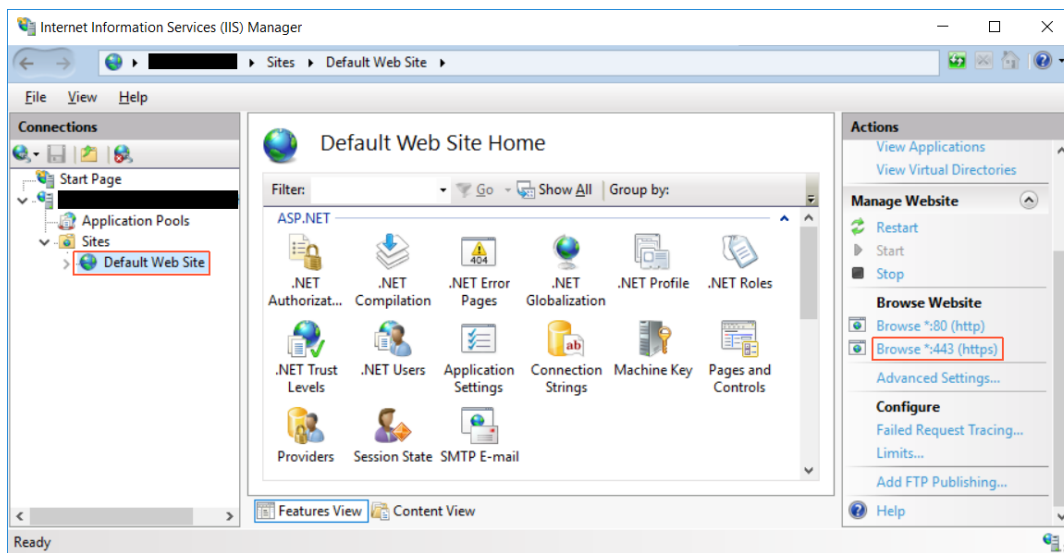 Internet Information Services (IIS) Manager
Sites Default Web Site
File View Help
Connections
Start Page
Application Pools
Sites
Default Web Site
Default Web Site Home
Filter: Go Show All Group by:
ASP.NET
.NET Authorizat...
.NET Compilation
404
.NET Error Pages
.NET Globalization
.NET Profile
.NET Roles
.NET Trust Levels
.NET Users
Application Settings
ab
Connection Strings
Machine Key
Pages and Controls
Providers
Session State
SMTP E-mail
Features View Content View
Actions
View Applications
View Virtual Directories
Manage Website
Restart
Start
Stop
Browse Website
Browse *:80 (http)
Browse *:443 (https)
Advanced Settings...
Configure
Failed Request Tracing...
Limits...
Add FTP Publishing...
Help
Ready